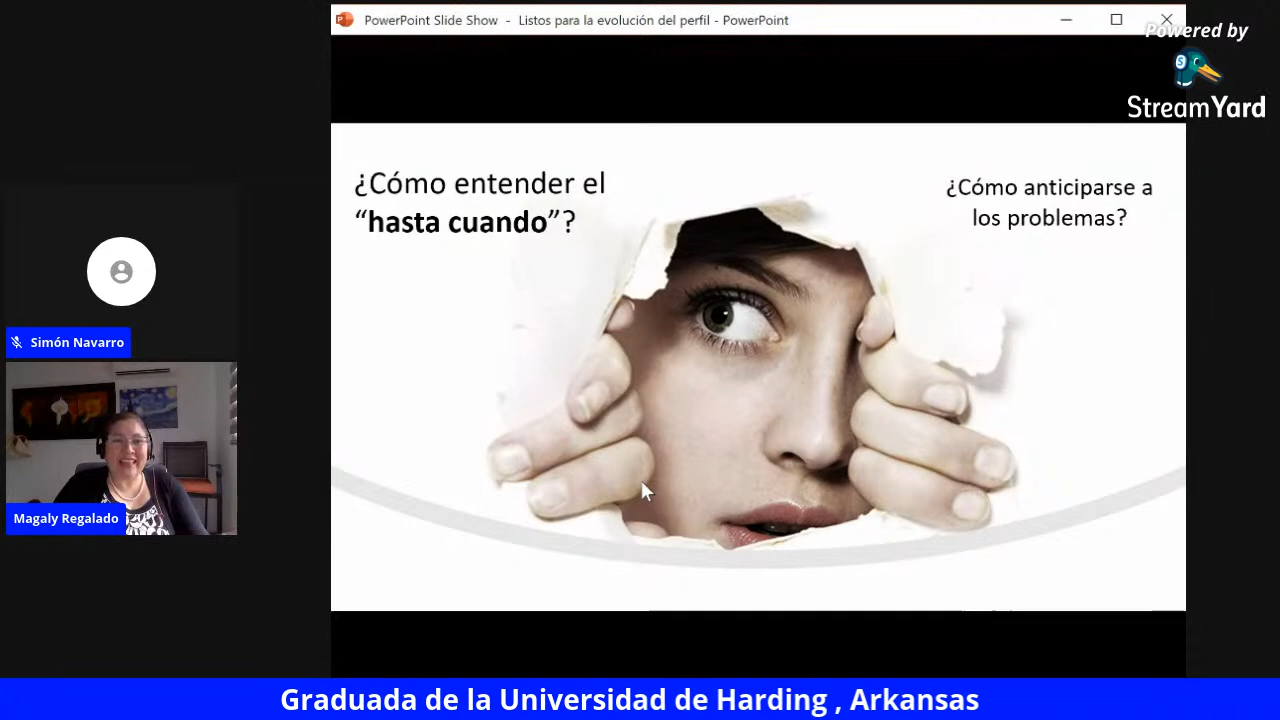 PowerPoint Slide Show - Listos para la evolución del perfil - PowerPoint
Powered by
StreamYard
¿Cómo entender el
“hasta cuando”?
¿Cómo anticiparse a
los problemas?
Simón Navarro
Magaly Regalado
Graduada de la Universidad de Harding , Arkansas